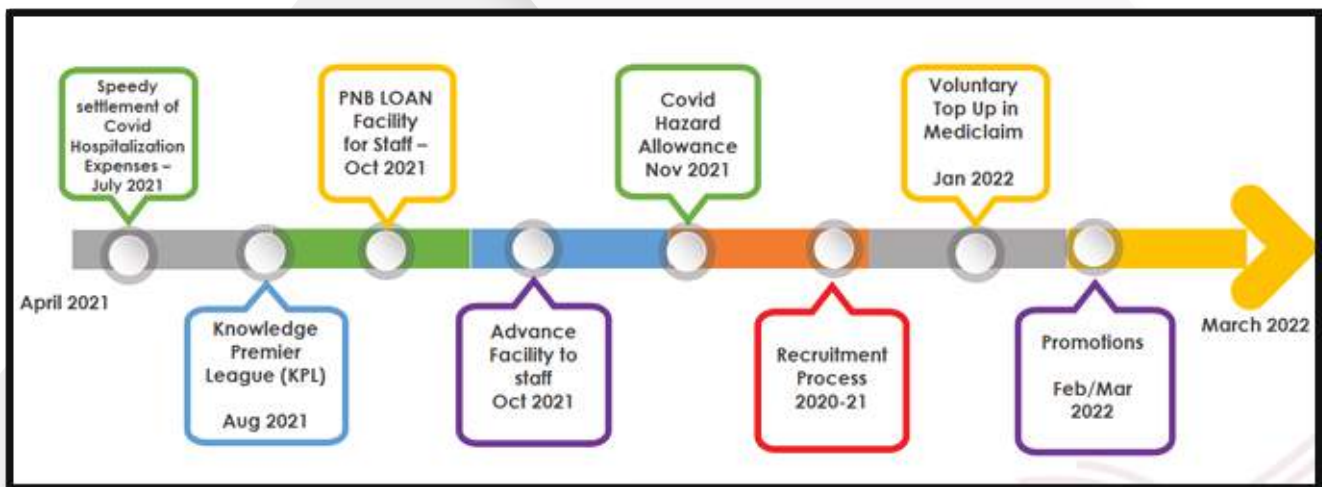 Speedy
settlement of
Covid
Hospitalization
Expenses –
July 2021
PNB LOAN
Facility
for Staff –
Oct 2021
Covid
Hazard
Allowance
Nov 2021
Voluntary
Top Up in
Mediclaim
Jan 2022
April 2021
March 2022
Knowledge
Premier
League (KPL)
Aug 2021
Advance
Facility to
staff
Oct 2021
Recruitment
Process
2020-21
Promotions
Feb/Mar
2022